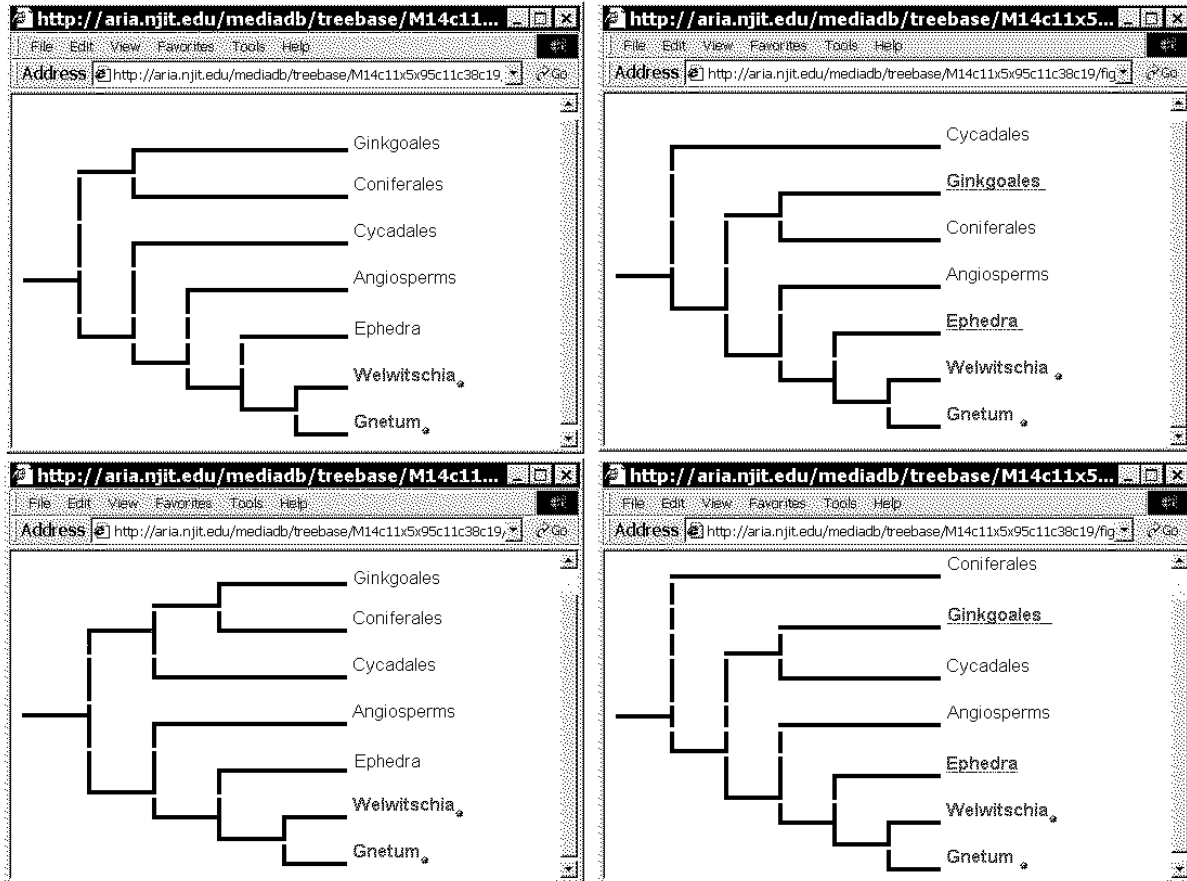 http://aria.njit.edu/mediadb/treebase/M14c11...
File Edit View Favorites Tools Help
Address http://aria.njit.edu/mediadb/treebase/M14c11x5x95c11c38c19, Go
Ginkgoales
Coniferales
Cycadales
Angiosperms
Ephedra
Welwitschia
Gnetum
http://aria.njit.edu/mediadb/treebase/M14c11x5...
File Edit View Favorites Tools Help
Address http://aria.njit.edu/mediadb/treebase/M14c11x5x95c11c38c19/fig Go
Cycadales
Ginkgoales
Coniferales
Angiosperms
Ephedra
Welwitschia
Gnetum
http://aria.njit.edu/mediadb/treebase/M14c11...
File Edit View Favorites Tools Help
Address http://aria.njit.edu/mediadb/treebase/M14c11x5x95c11c38c19/ Go
Ginkgoales
Coniferales
Cycadales
Angiosperms
Ephedra
Welwitschia
Gnetum
http://aria.njit.edu/mediadb/treebase/M14c11x5...
File Edit View Favorites Tools Help
Address http://aria.njit.edu/mediadb/treebase/M14c11x5x95c11c38c19/fig Go
Coniferales
Ginkgoales
Cycadales
Angiosperms
Ephedra
Welwitschia
Gnetum